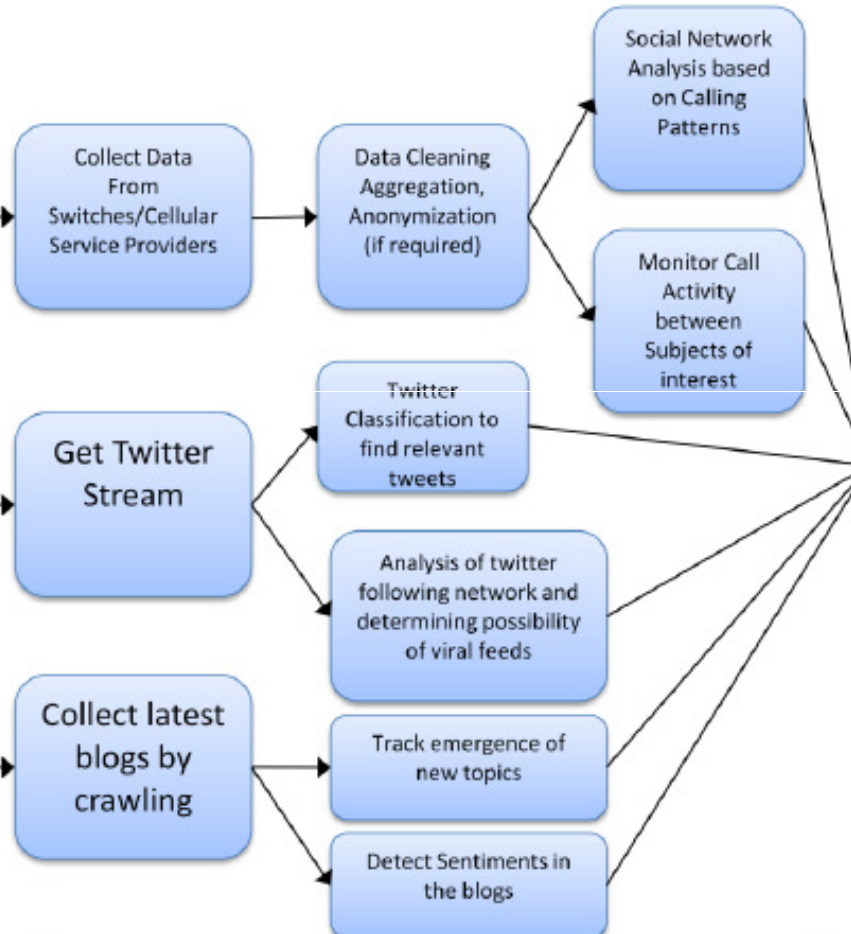 Social Network
Analysis based
on Calling
Patterns
Collect Data
From
Switches/Cellular
Service Providers
Data Cleaning
Aggregation,
Anonymization
(if required)
Monitor Call
Activity
between
Subjects of
interest
Twitter
Classification to
find relevant
tweets
Get Twitter
Stream
Analysis of twitter
following network and
determining possibility
of viral feeds
Collect latest
blogs by
crawling
Track emergence of
new topics
Detect Sentiments in
the blogs